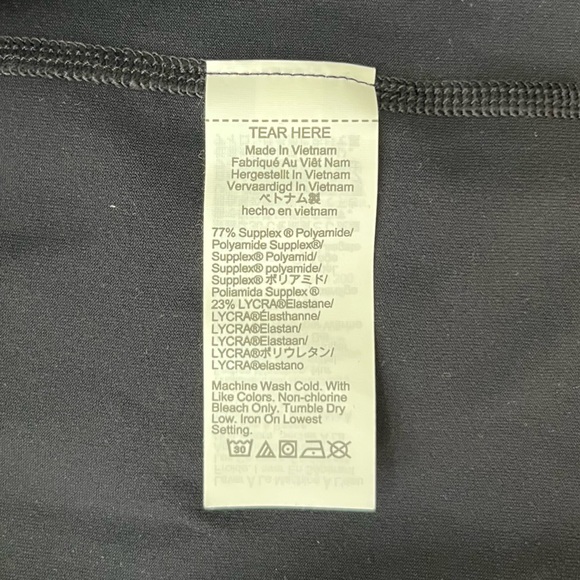 TEAR HERE
Made In Vietnam
Fabriqué Au Viêt Nam
Hergestellt In Vietnam
Vervaardigd In Vietnam
ベトナム製
hecho en vietnam
77% Supplex ® Polyamide/
Polyamide Supplex®/
Supplex® Polyamid/
Supplex® polyamide/
Supplex® ポリアミド/
Poliamida Supplex ®
23% LYCRA®Elastane/
LYCRA®Élasthanne/
LYCRA®Elastan/
LYCRA®Elastaan/
LYCRA®ポリウレタン/
LYCRA®elastano
Machine Wash Cold. With
Like Colors. Non-chlorine
Bleach Only. Tumble Dry
Low. Iron On Lowest
Setting.
30